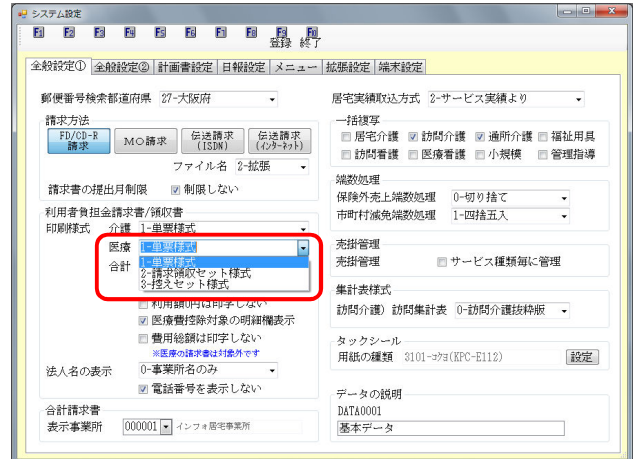 システム設定
F1 F2 F3 F4 F5 F6 F7 F8 F9 F10
登録 終了
全般設定① 全般設定② 計画書設定 日報設定 メニュー 拡張設定 端末設定
郵便番号検索都道府県 27-大阪府
請求方法
FD/CD-R請求 MO請求 伝送請求(ISDN) 伝送請求(インターネット)
ファイル名 2-拡張
請求書の提出月制限 制限しない
利用者負担金請求書/領収書
印刷様式 介護 1-単票様式
医療 1-単票様式
合計 1-単票様式
2-請求領収セット様式
3-控えセット様式
利用額0円は印字しない
医療費控除対象の明細欄表示
費用総額は印字しない
※医療の請求書は対象外です
法人名の表示 0-事業所名のみ
電話番号を表示しない
合計請求書
表示事業所 000001 インフォ居宅事業所
居宅実績取込方式 2-サービス実績より
一括複写
居宅介護 訪問介護 通所介護 福祉用具
訪問看護 医療看護 小規模 管理指導
端数処理
保険外売上端数処理 0-切り捨て
市町村減免端数処理 1-四捨五入
売掛管理
売掛管理 サービス種類毎に管理
集計表様式
訪問介護)訪問集計表 0-訪問介護抜粋版
タックシール
用紙の種類 3101-コクヨ(KPC-E112) 設定
データの説明
DATA0001
基本データ